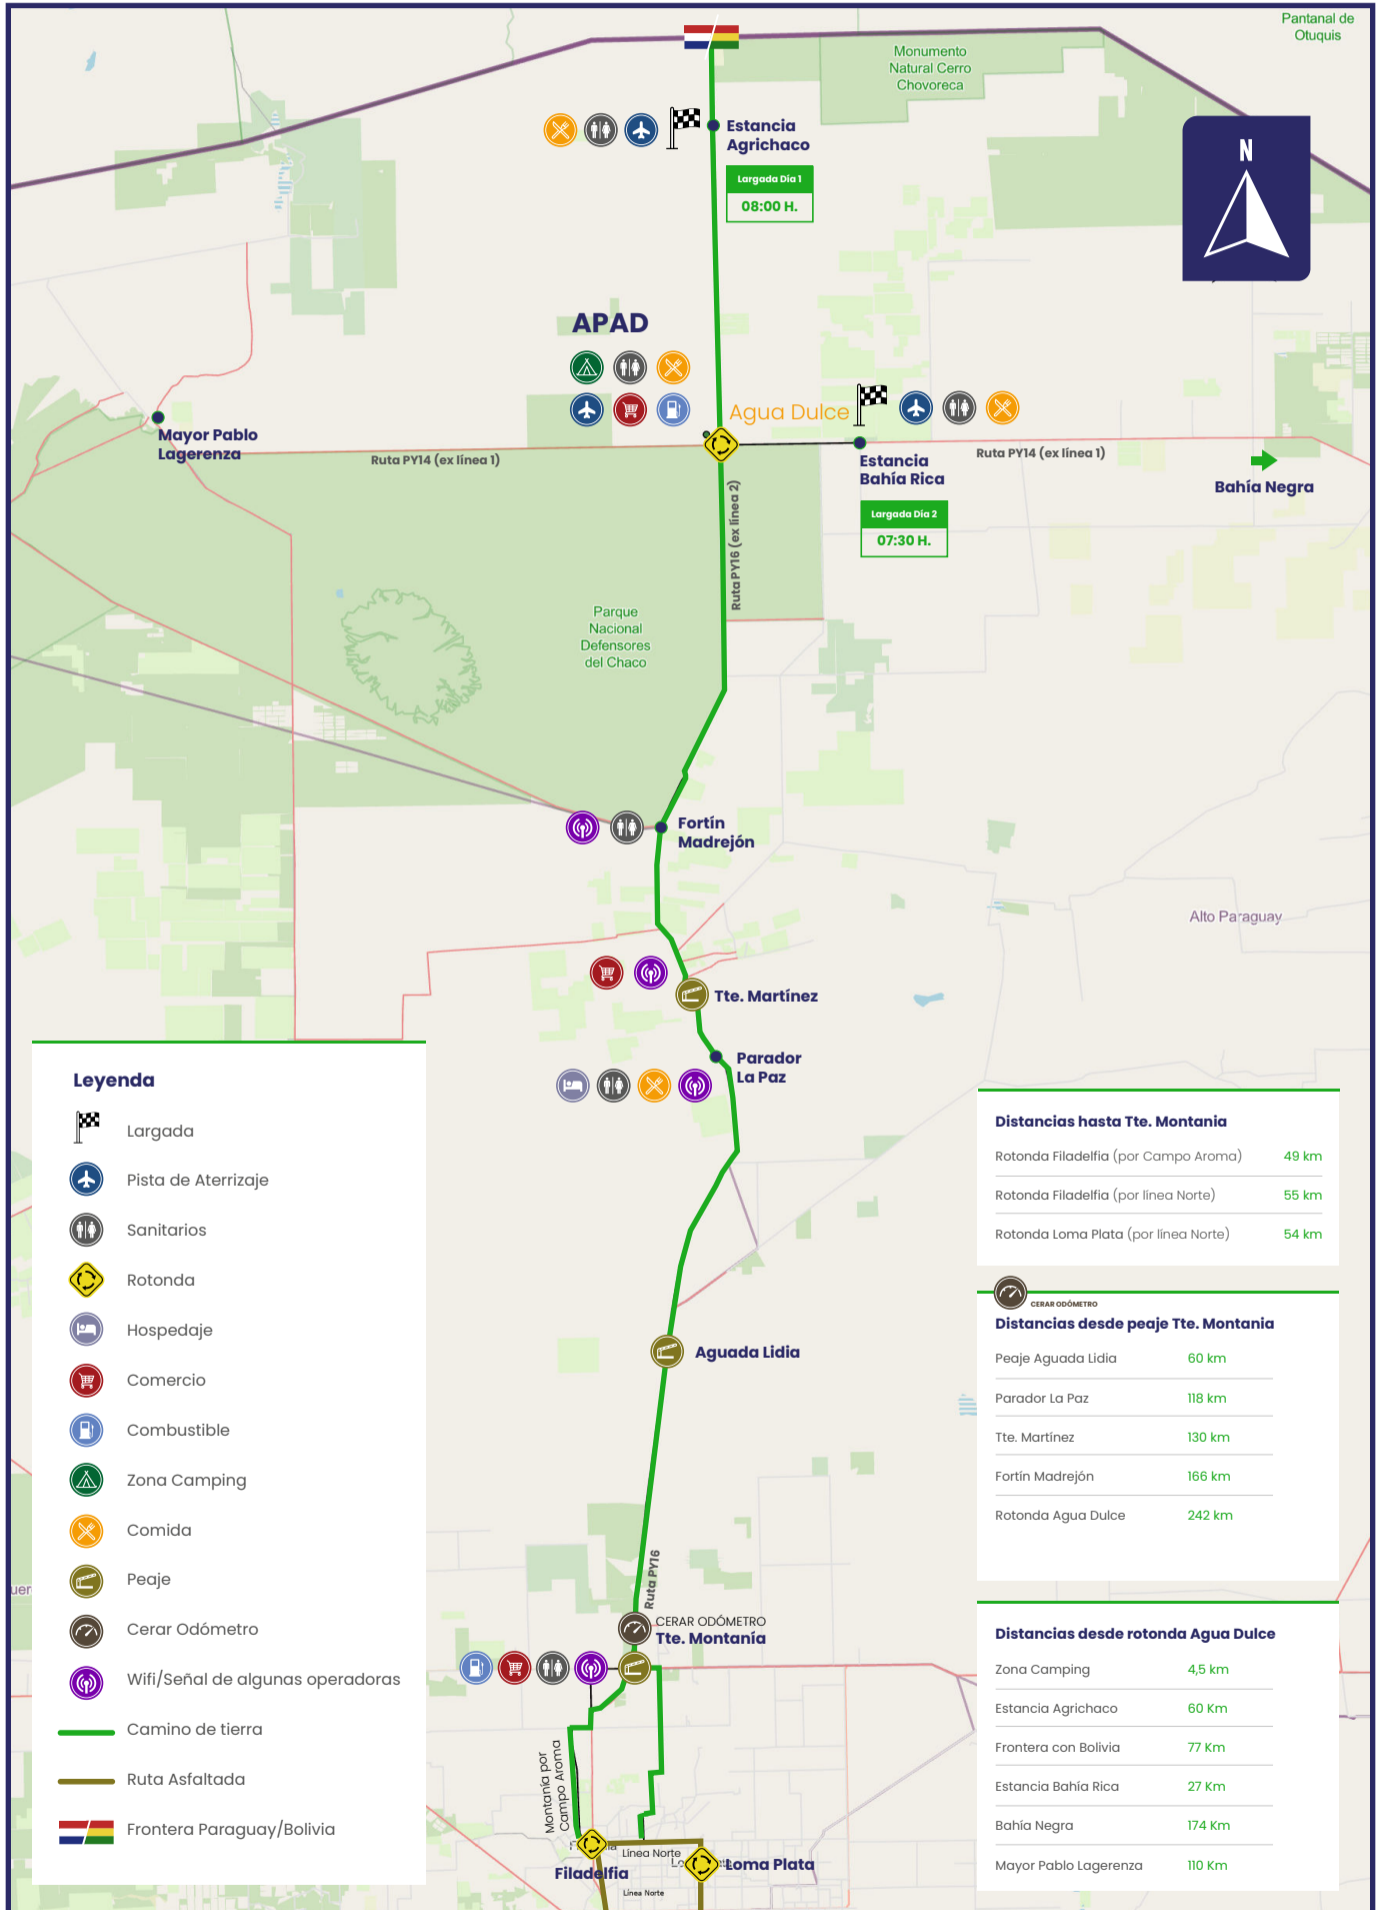 Pantanal de
Otuquis
Monumento
Natural Cerro
Chovoreca
N
Estancia
Agrichaco
Largada Día 1
08:00 H.
APAD
Agua Dulce
Mayor Pablo
Lagerenza
Ruta PY14 (ex línea 1)
Estancia
Bahía Rica
Ruta PY14 (ex línea 1)
Bahía Negra
Largada Día 2
07:30 H.
Ruta PY16 (ex línea 2)
Parque
Nacional
Defensores
del Chaco
Fortín
Madrejón
Alto Paraguay
Tte. Martínez
Parador
La Paz
Aguada Lidia
Ruta PY16
CERAR ODÓMETRO
Tte. Montanía
Montanía por
Campo Aroma
Filadelfia
Línea Norte
Loma Plata
Línea Norte
Leyenda
Largada
Pista de Aterrizaje
Sanitarios
Rotonda
Hospedaje
Comercio
Combustible
Zona Camping
Comida
Peaje
Cerar Odómetro
Wifi/Señal de algunas operadoras
Camino de tierra
Ruta Asfaltada
Frontera Paraguay/Bolivia
Distancias hasta Tte. Montania
Rotonda Filadelfia (por Campo Aroma) 49 km
Rotonda Filadelfia (por línea Norte) 55 km
Rotonda Loma Plata (por línea Norte) 54 km
CERAR ODÓMETRO
Distancias desde peaje Tte. Montania
Peaje Aguada Lidia 60 km
Parador La Paz 118 km
Tte. Martínez 130 km
Fortín Madrejón 166 km
Rotonda Agua Dulce 242 km
Distancias desde rotonda Agua Dulce
Zona Camping 4,5 km
Estancia Agrichaco 60 Km
Frontera con Bolivia 77 Km
Estancia Bahía Rica 27 Km
Bahía Negra 174 Km
Mayor Pablo Lagerenza 110 Km